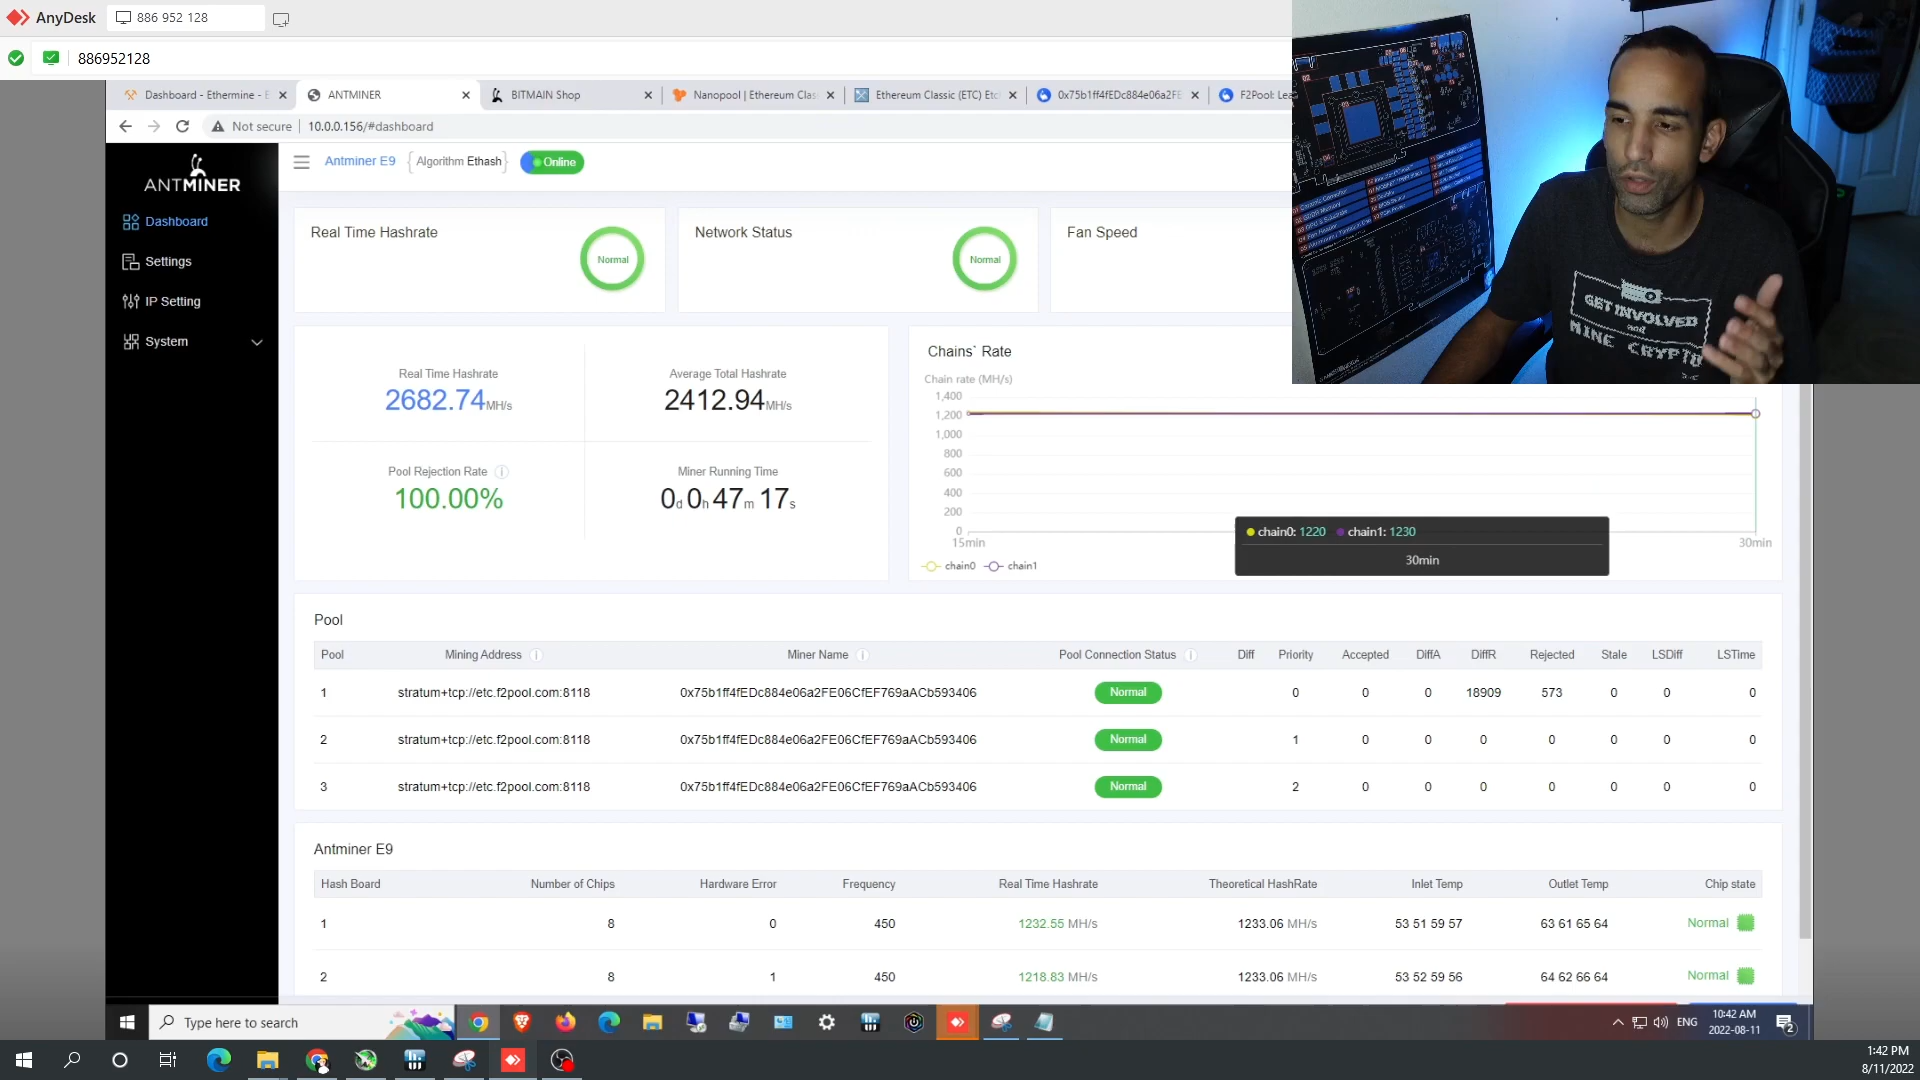 AnyDesk
886 952 128
886952128
Dashboard - Ethermine - E
ANTMINER
BITMAIN Shop
Nanopool | Ethereum Clas
Ethereum Classic (ETC) Etc
0x75b1ff4fEDc884e06a2FE
F2Pool: Lea
Not secure
10.0.0.156/#dashboard
ANTMINER
Dashboard
Settings
IP Setting
System
Antminer E9
Algorithm Ethash
Online
Real Time Hashrate
Normal
Network Status
Normal
Fan Speed
GET INVOLVED
and
MINE CRYPTO
Real Time Hashrate
2682.74 MH/s
Average Total Hashrate
2412.94 MH/s
Pool Rejection Rate
100.00%
Miner Running Time
0d 0h 47m 17s
Chains` Rate
Chain rate (MH/s)
1,400
1,200
1,000
800
600
400
200
0
15min
30min
chain0: 1220 chain1: 1230
30min
chain0 chain1
Pool
Pool Mining Address Miner Name Pool Connection Status Diff Priority Accepted DiffA DiffR Rejected Stale LSDiff LSTime
1 stratum+tcp://etc.f2pool.com:8118 0x75b1ff4fEDc884e06a2FE06CfEF769aACb593406 Normal 0 0 0 18909 573 0 0 0
2 stratum+tcp://etc.f2pool.com:8118 0x75b1ff4fEDc884e06a2FE06CfEF769aACb593406 Normal 1 0 0 0 0 0 0 0
3 stratum+tcp://etc.f2pool.com:8118 0x75b1ff4fEDc884e06a2FE06CfEF769aACb593406 Normal 2 0 0 0 0 0 0 0
Antminer E9
Hash Board Number of Chips Hardware Error Frequency Real Time Hashrate Theoretical HashRate Inlet Temp Outlet Temp Chip state
1 8 0 450 1232.55 MH/s 1233.06 MH/s 53 51 59 57 63 61 65 64 Normal
2 8 1 450 1218.83 MH/s 1233.06 MH/s 53 52 59 56 64 62 66 64 Normal
Type here to search
ENG
10:42 AM
2022-08-11
2
1:42 PM
8/11/2022